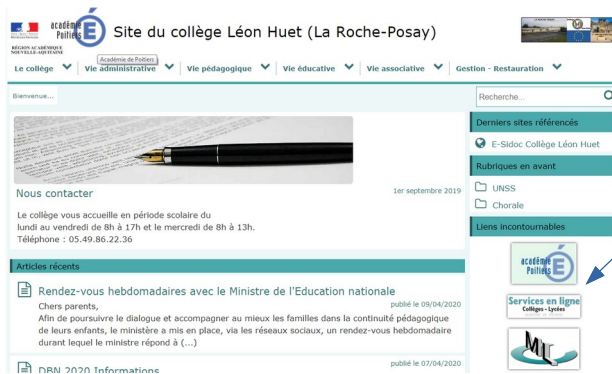 académie
Poitiers
RÉGION ACADÉMIQUE
NOUVELLE-AQUITAINE
Site du collège Léon Huet (La Roche-Posay)
Académie de Poitiers
Le collège Vie administrative Vie pédagogique Vie éducative Vie associative Gestion - Restauration
Bienvenue...
Recherche...
Nous contacter
1er septembre 2019
Le collège vous accueille en période scolaire du
lundi au vendredi de 8h à 17h et le mercredi de 8h à 13h.
Téléphone : 05.49.86.22.36
Articles récents
Rendez-vous hebdomadaires avec le Ministre de l'Education nationale
publié le 09/04/2020
Chers parents,
Afin de poursuivre le dialogue et accompagner au mieux les familles dans la continuité pédagogique
de leurs enfants, le ministère a mis en place, via les réseaux sociaux, un rendez-vous hebdomadaire
durant lequel le ministre répond à (...)
publié le 07/04/2020
DBN 2020 Informations
Derniers sites référencés
E-Sidoc Collège Léon Huet
Rubriques en avant
UNSS
Chorale
Liens incontournables
académie
Poitiers
Services en ligne
Collèges - Lycées